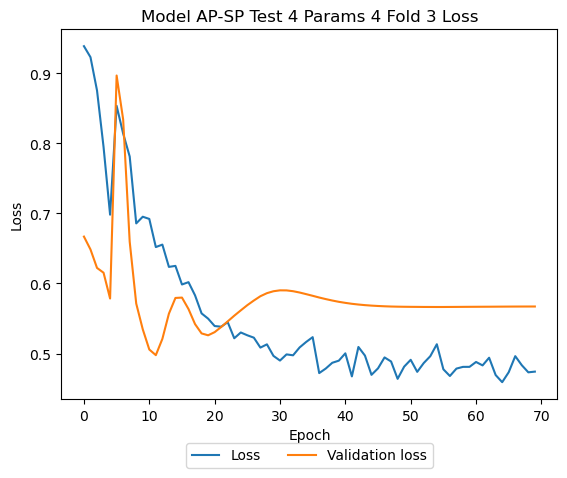 Model AP-SP Test 4 Params 4 Fold 3 Loss
Loss
0.9
0.8
0.7
0.6
0.5
0 10 20 30 40 50 60 70
Epoch
Loss Validation loss